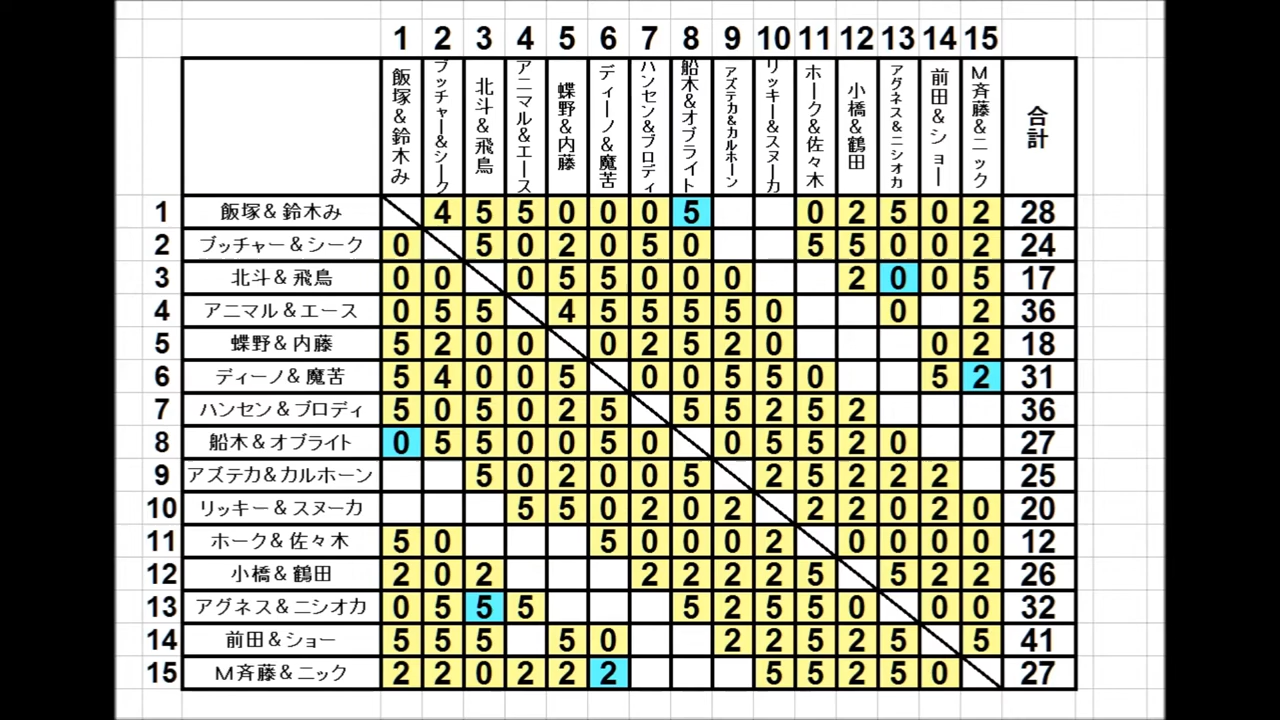 1 2 3 4 5 6 7 8 9 10 11 12 13 14 15
飯塚&鈴木み ブッチャー&シーク 北斗&飛鳥 アニマル&エース 蝶野&内藤 ディーノ&魔苦 ハンセン&ブロディ 船木&オブライト アズテカ&カルホーン リッキー&スヌーカ ホーク&佐々木 小橋&鶴田 アグネス&ニシオカ 前田&ショー M斉藤&ニック 合計
1 飯塚&鈴木み 4 5 5 0 0 0 5 0 2 5 0 2 28
2 ブッチャー&シーク 0 5 0 2 0 5 0 5 5 0 0 2 24
3 北斗&飛鳥 0 0 0 5 5 0 0 0 2 0 0 5 17
4 アニマル&エース 0 5 5 4 5 5 5 5 0 0 2 36
5 蝶野&内藤 5 2 0 0 0 2 5 2 0 0 2 18
6 ディーノ&魔苦 5 4 0 0 5 0 0 5 5 0 5 2 31
7 ハンセン&ブロディ 5 0 5 0 2 5 5 5 2 5 2 36
8 船木&オブライト 0 5 5 0 0 5 0 0 5 5 2 0 27
9 アズテカ&カルホーン 5 0 2 0 0 5 2 5 2 2 2 25
10 リッキー&スヌーカ 5 5 0 2 0 2 2 2 0 2 0 20
11 ホーク&佐々木 5 0 5 0 0 0 2 0 0 0 0 12
12 小橋&鶴田 2 0 2 2 2 2 2 5 5 2 2 26
13 アグネス&ニシオカ 0 5 5 5 5 2 5 5 0 0 0 32
14 前田&ショー 5 5 5 5 0 2 2 5 2 5 5 41
15 M斉藤&ニック 2 2 0 2 2 2 5 5 2 5 0 27